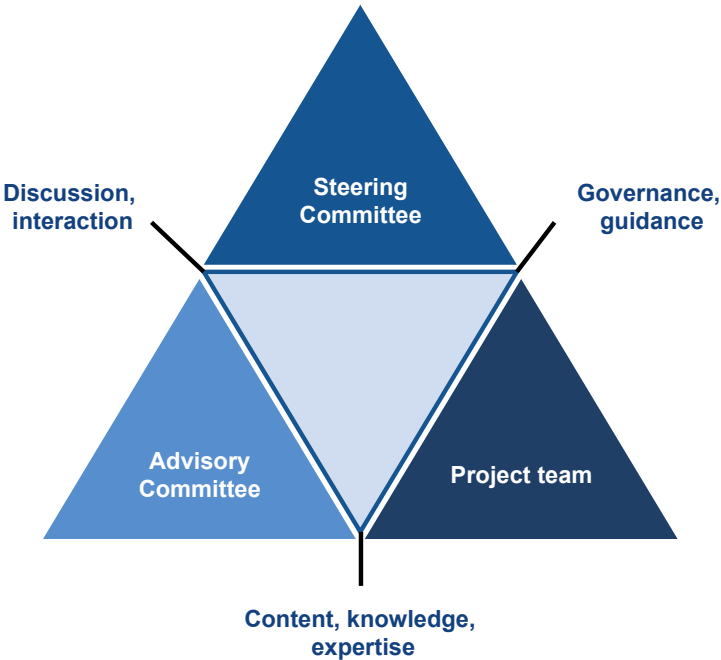 Steering
Committee
Discussion,
interaction
Governance,
guidance
Advisory
Committee
Project team
Content, knowledge,
expertise